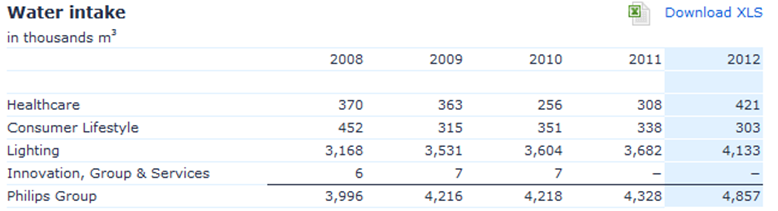 Water intake
Download XLS
in thousands m³
2008 2009 2010 2011 2012
Healthcare 370 363 256 308 421
Consumer Lifestyle 452 315 351 338 303
Lighting 3,168 3,531 3,604 3,682 4,133
Innovation, Group & Services 6 7 7 – –
Philips Group 3,996 4,216 4,218 4,328 4,857